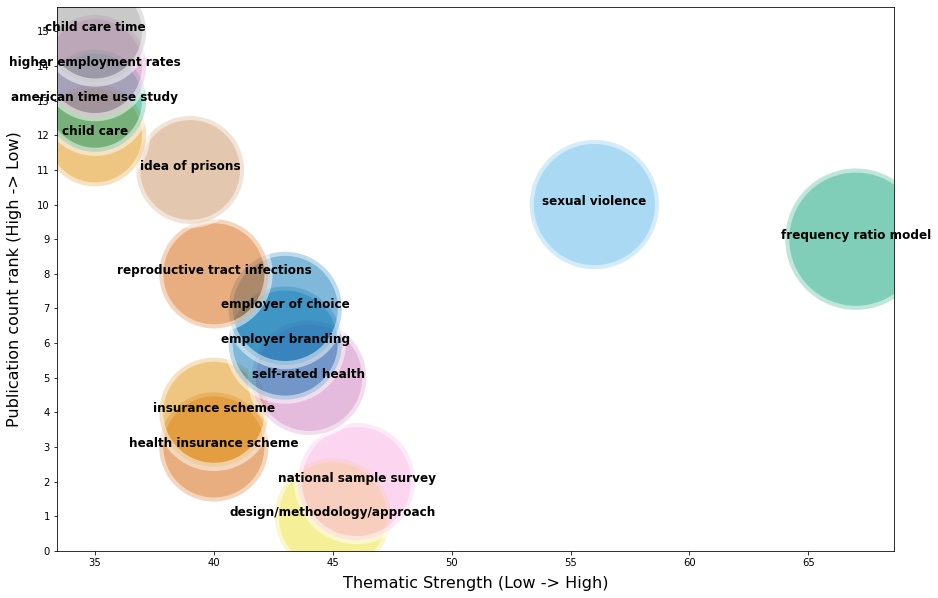 15
child care time
14
higher employment rates
13
american time use study
12
child care
11
idea of prisons
10
sexual violence
9
frequency ratio model
8
reproductive tract infections
7
employer of choice
6
employer branding
5
self-rated health
4
insurance scheme
3
health insurance scheme
2
national sample survey
1
design/methodology/approach
0
35 40 45 50 55 60 65
Thematic Strength (Low -> High)
Publication count rank (High -> Low)